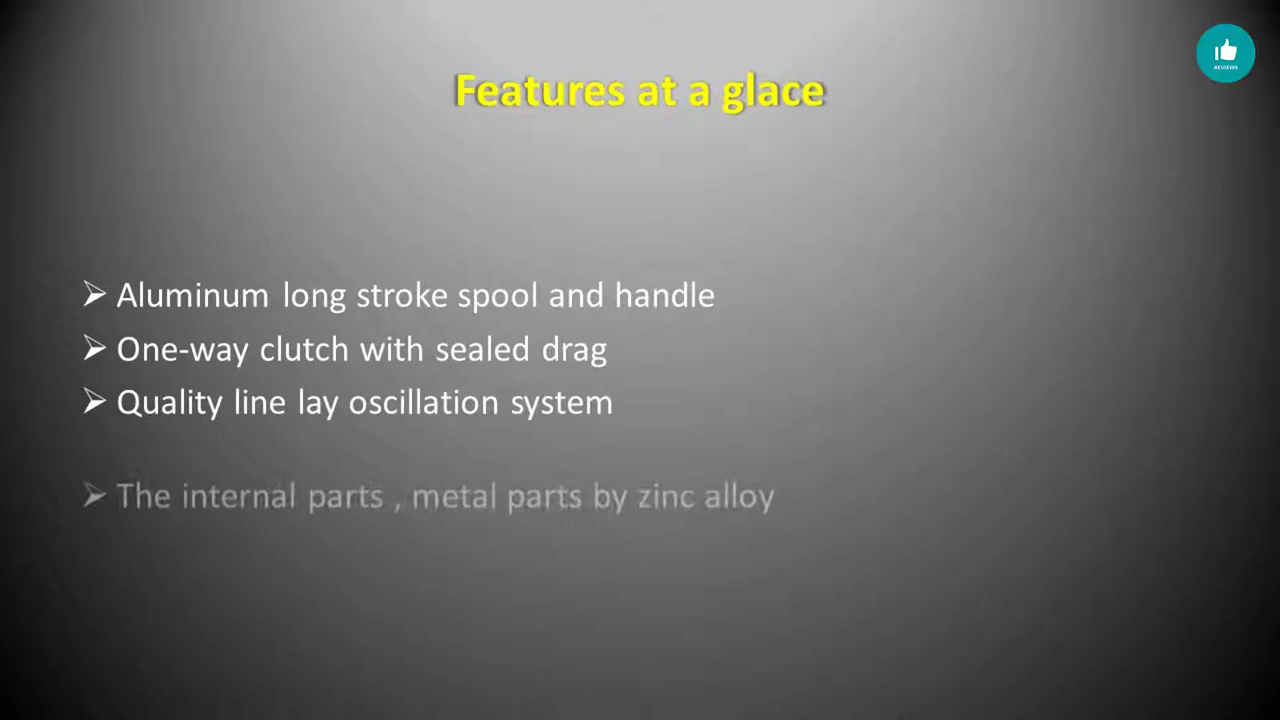 REVIEWS
Features at a glace
Aluminum long stroke spool and handle
One-way clutch with sealed drag
Quality line lay oscillation system
The internal parts , metal parts by zinc alloy